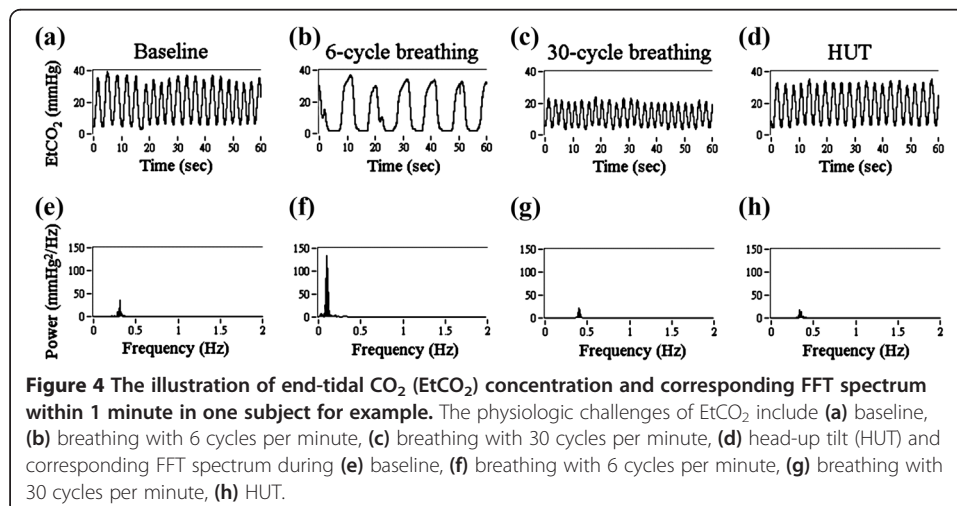 (a) (b) (c) (d)
Baseline 6-cycle breathing 30-cycle breathing HUT
EtCO₂ (mmHg)
40 40 40 40
20 20 20 20
0 0 0 0
0 10 20 30 40 50 60 0 10 20 30 40 50 60 0 10 20 30 40 50 60 0 10 20 30 40 50 60
Time (sec) Time (sec) Time (sec) Time (sec)
(e) (f) (g) (h)
Power (mmHg²/Hz)
150 150 150 150
100 100 100 100
50 50 50 50
0 0 0 0
0 0.5 1 1.5 2 0 0.5 1 1.5 2 0 0.5 1 1.5 2 0 0.5 1 1.5 2
Frequency (Hz) Frequency (Hz) Frequency (Hz) Frequency (Hz)
Figure 4 The illustration of end-tidal CO₂ (EtCO₂) concentration and corresponding FFT spectrum
within 1 minute in one subject for example. The physiologic challenges of EtCO₂ include (a) baseline,
(b) breathing with 6 cycles per minute, (c) breathing with 30 cycles per minute, (d) head-up tilt (HUT) and
corresponding FFT spectrum during (e) baseline, (f) breathing with 6 cycles per minute, (g) breathing with
30 cycles per minute, (h) HUT.